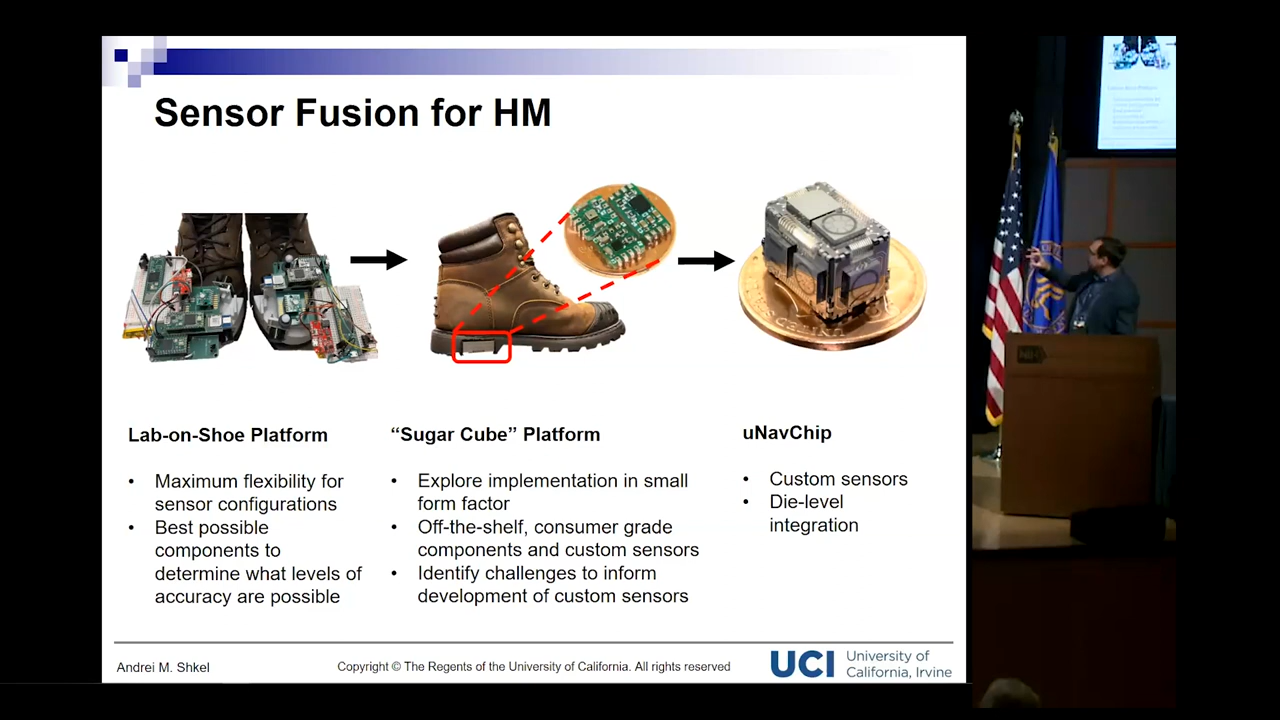 Sensor Fusion for HM
Lab-on-Shoe Platform
• Maximum flexibility for
sensor configurations
• Best possible
components to
determine what levels of
accuracy are possible
“Sugar Cube” Platform
• Explore implementation in small
form factor
• Off-the-shelf, consumer grade
components and custom sensors
• Identify challenges to inform
development of custom sensors
uNavChip
• Custom sensors
• Die-level
integration
Andrei M. Shkel
Copyright © The Regents of the University of California. All rights reserved
UCI
University of
California, Irvine
NIH